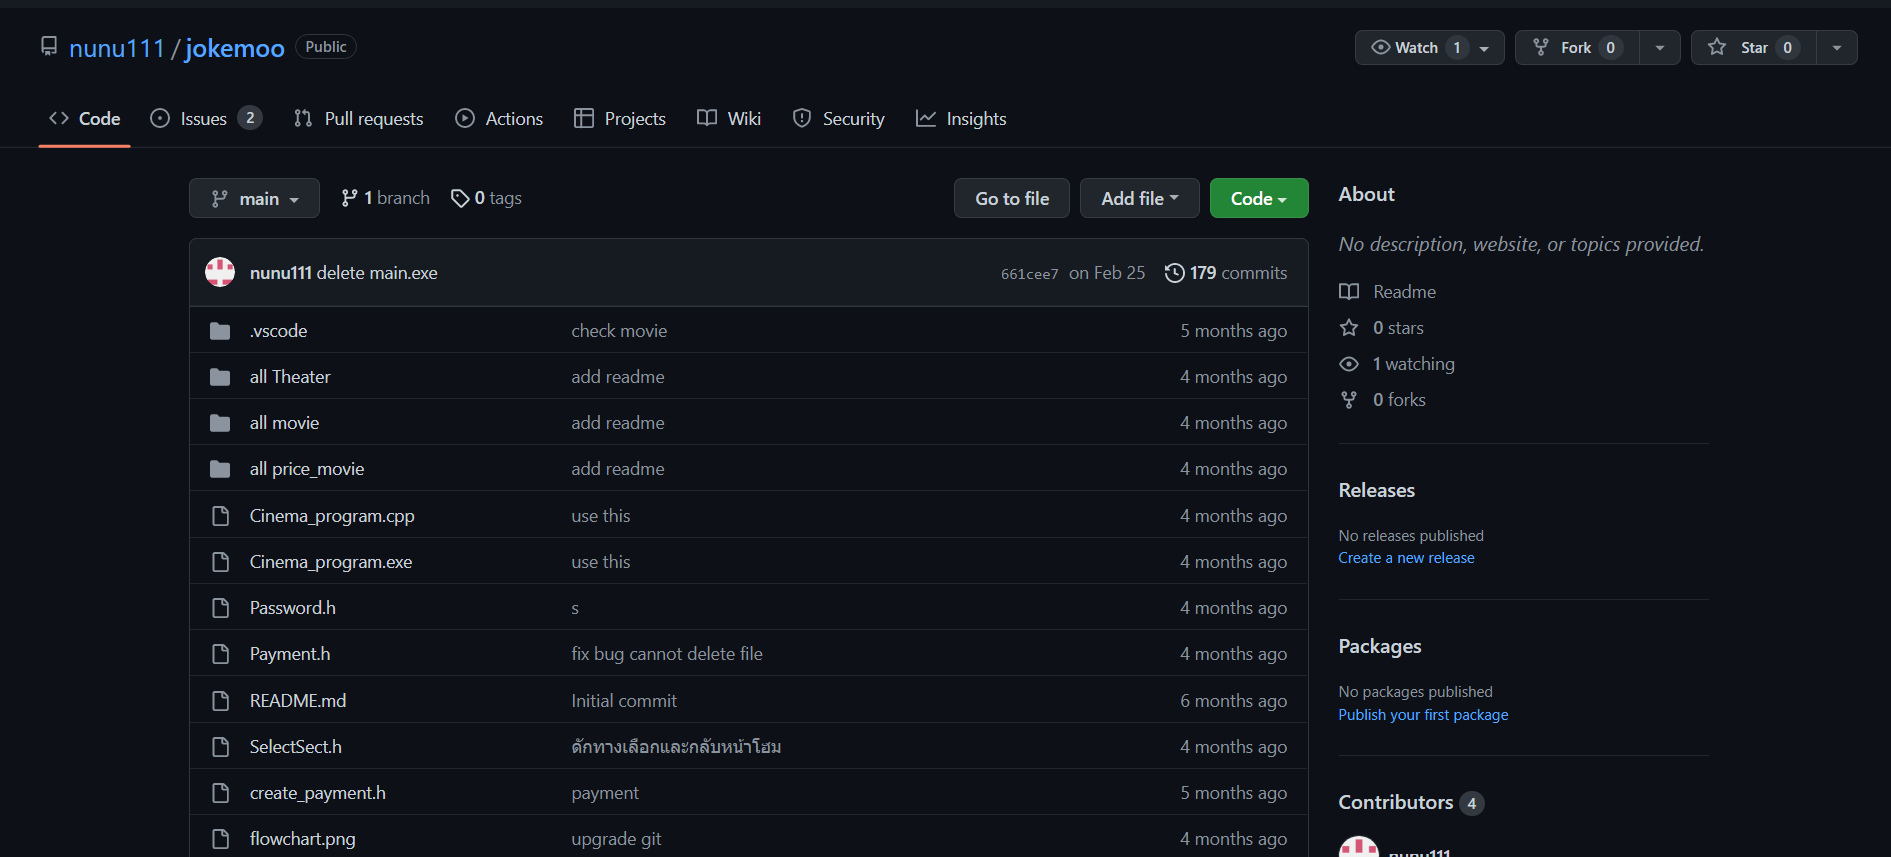 nunu111 / jokemoo Public
Watch 1 Fork 0 Star 0
Code Issues 2 Pull requests Actions Projects Wiki Security Insights
main 1 branch 0 tags Go to file Add file Code
nunu111 delete main.exe 661cee7 on Feb 25 179 commits
.vscode check movie 5 months ago
all Theater add readme 4 months ago
all movie add readme 4 months ago
all price_movie add readme 4 months ago
Cinema_program.cpp use this 4 months ago
Cinema_program.exe use this 4 months ago
Password.h s 4 months ago
Payment.h fix bug cannot delete file 4 months ago
README.md Initial commit 6 months ago
SelectSect.h ดักทางเลือกและกลับหน้าโฮม 4 months ago
create_payment.h payment 5 months ago
flowchart.png upgrade git 4 months ago
About
No description, website, or topics provided.
Readme
0 stars
1 watching
0 forks
Releases
No releases published
Create a new release
Packages
No packages published
Publish your first package
Contributors 4
nunu111